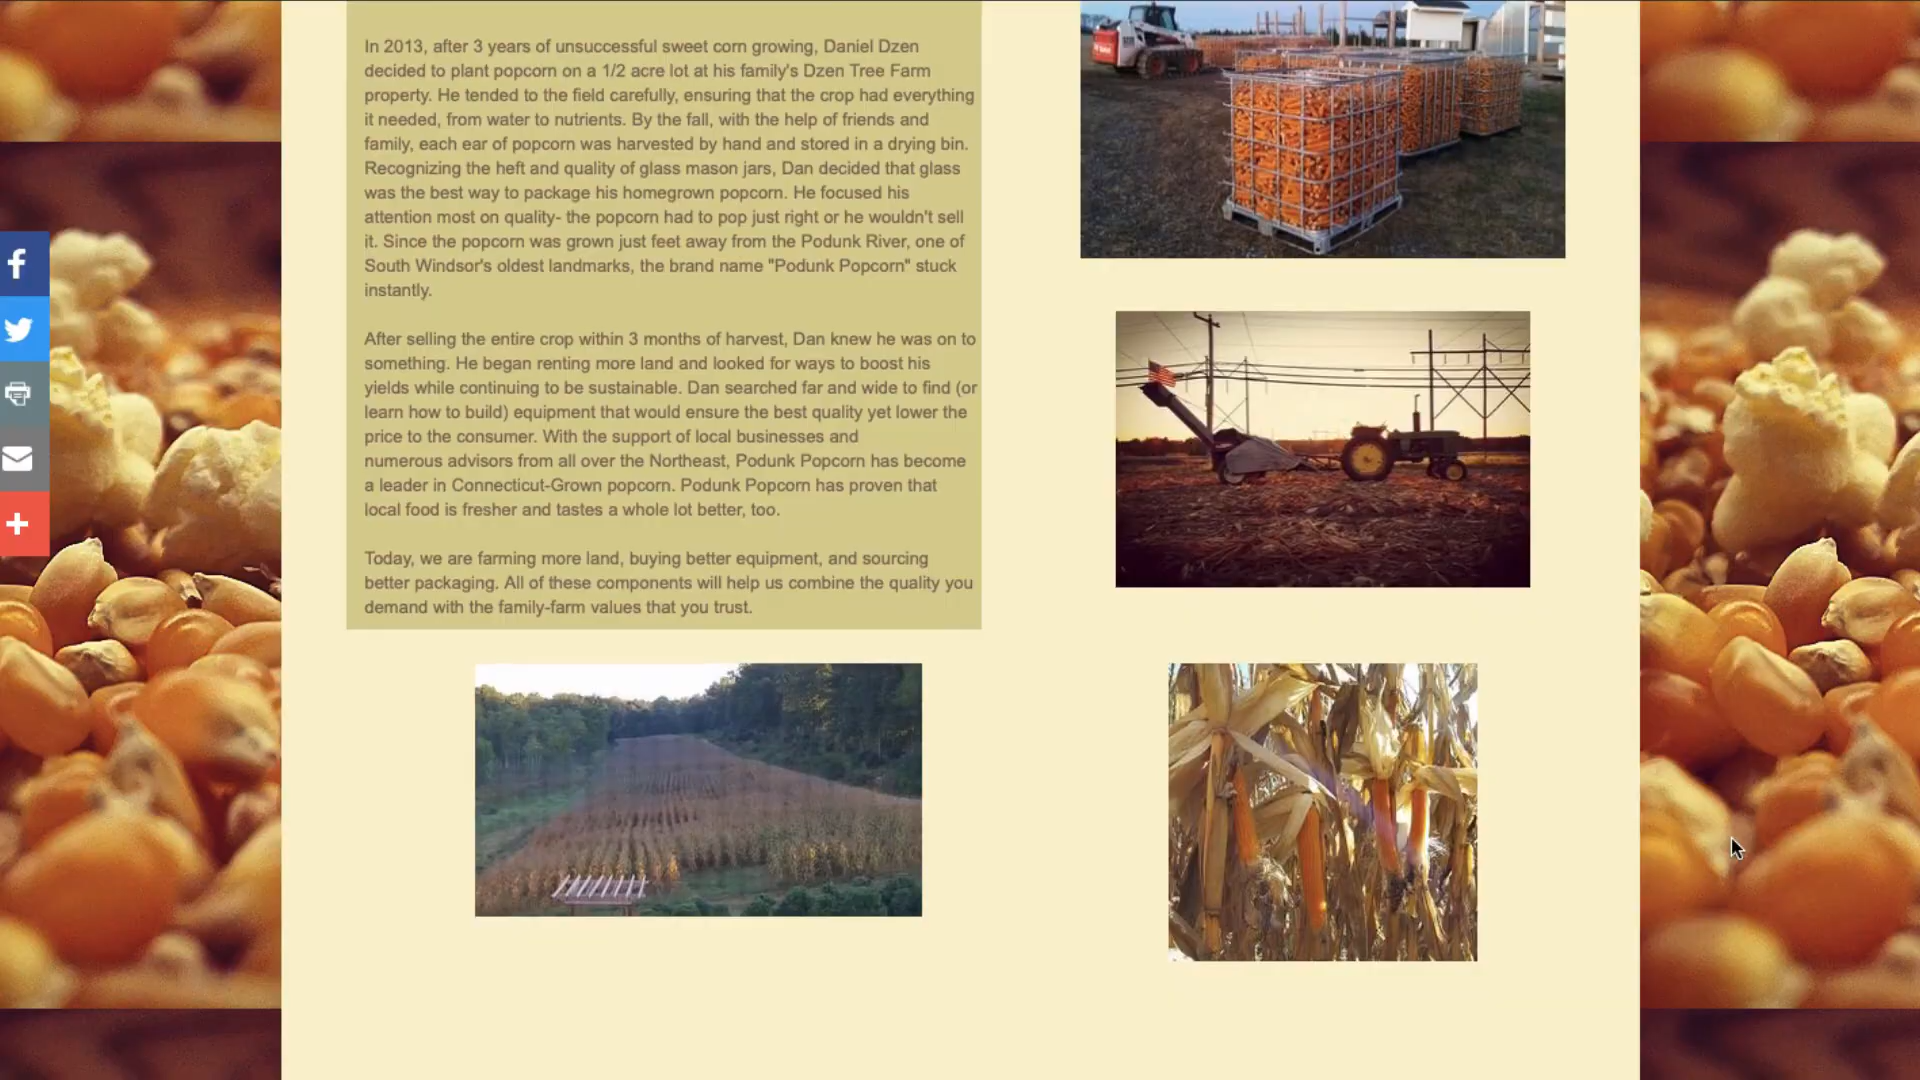 In 2013, after 3 years of unsuccessful sweet corn growing, Daniel Dzen
decided to plant popcorn on a 1/2 acre lot at his family's Dzen Tree Farm
property. He tended to the field carefully, ensuring that the crop had everything
it needed, from water to nutrients. By the fall, with the help of friends and
family, each ear of popcorn was harvested by hand and stored in a drying bin.
Recognizing the heft and quality of glass mason jars, Dan decided that glass
was the best way to package his homegrown popcorn. He focused his
attention most on quality- the popcorn had to pop just right or he wouldn't sell
it. Since the popcorn was grown just feet away from the Podunk River, one of
South Windsor's oldest landmarks, the brand name "Podunk Popcorn" stuck
instantly.
After selling the entire crop within 3 months of harvest, Dan knew he was on to
something. He began renting more land and looked for ways to boost his
yields while continuing to be sustainable. Dan searched far and wide to find (or
learn how to build) equipment that would ensure the best quality yet lower the
price to the consumer. With the support of local businesses and
numerous advisors from all over the Northeast, Podunk Popcorn has become
a leader in Connecticut-Grown popcorn. Podunk Popcorn has proven that
local food is fresher and tastes a whole lot better, too.
Today, we are farming more land, buying better equipment, and sourcing
better packaging. All of these components will help us combine the quality you
demand with the family-farm values that you trust.